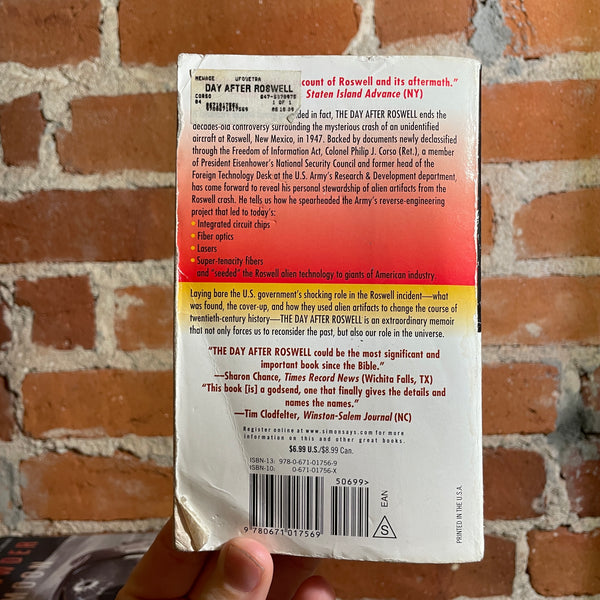 NEWAGE UFO&ETRA
DAY AFTER ROSWELL
CORSO 047-5270975
04 1 OF 1
count of Roswell and its aftermath."
Staten Island Advance (NY)
ded in fact, THE DAY AFTER ROSWELL ends the
decades-old controversy surrounding the mysterious crash of an unidentified
aircraft at Roswell, New Mexico, in 1947. Backed by documents newly declassified
through the Freedom of Information Act, Colonel Philip J. Corso (Ret.), a member
of President Eisenhower's National Security Council and former head of the
Foreign Technology Desk at the U.S. Army's Research & Development department,
has come forward to reveal his personal stewardship of alien artifacts from the
Roswell crash. He tells us how he spearheaded the Army's reverse-engineering
project that led to today's:
• Integrated circuit chips
• Fiber optics
• Lasers
• Super-tenacity fibers
and "seeded" the Roswell alien technology to giants of American industry.
Laying bare the U.S. government's shocking role in the Roswell incident—what
was found, the cover-up, and how they used alien artifacts to change the course of
twentieth-century history—THE DAY AFTER ROSWELL is an extraordinary memoir
that not only forces us to reconsider the past, but also our role in the universe.
"THE DAY AFTER ROSWELL could be the most significant and
important book since the Bible."
—Sharon Chance, Times Record News (Wichita Falls, TX)
"This book [is] a godsend, one that finally gives the details and
names the names."
—Tim Clodfelter, Winston-Salem Journal (NC)
Register online at www.simonsays.com for more
information on this and other great books.
$6.99 U.S./$8.99 Can.
ISBN-13: 978-0-671-01756-9
ISBN-10: 0-671-01756-X
50699>
EAN
S
9 780671 017569
PRINTED IN THE U.S.A.